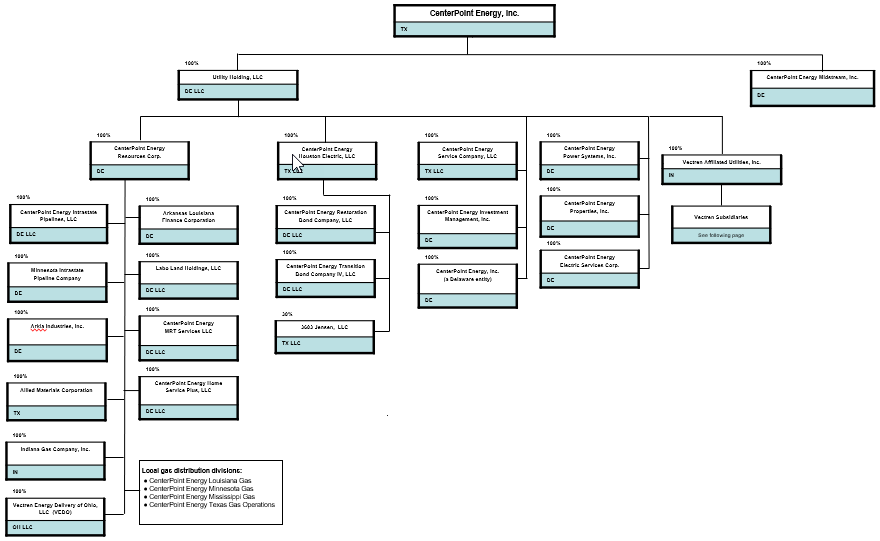 CenterPoint Energy, Inc.
TX
100%
Utility Holding, LLC
DE LLC
100%
CenterPoint Energy Midstream, Inc.
DE
100%
CenterPoint Energy
Resources Corp.
DE
100%
CenterPoint Energy
Houston Electric, LLC
TX LLC
100%
CenterPoint Energy
Service Company, LLC
TX LLC
100%
CenterPoint Energy
Power Systems, Inc.
DE
100%
Vectren Affiliated Utilities, Inc.
IN
100%
CenterPoint Energy Intrastate
Pipelines, LLC
DE LLC
100%
Arkansas Louisiana
Finance Corporation
DE
100%
CenterPoint Energy Restoration
Bond Company, LLC
DE LLC
100%
CenterPoint Energy Investment
Management, Inc.
DE
100%
CenterPoint Energy
Properties, Inc.
DE
Vectren Subsidiaries
See following page
100%
Minnesota Intrastate
Pipeline Company
DE
100%
Labo Land Holdings, LLC
DE LLC
100%
CenterPoint Energy Transition
Bond Company IV, LLC
DE LLC
100%
CenterPoint Energy, Inc.
(a Delaware entity)
DE
100%
CenterPoint Energy
Electric Services Corp.
DE
100%
Arkla Industries, Inc.
DE
100%
CenterPoint Energy
MRT Services LLC
DE LLC
3603 Jensen, LLC
TX LLC
100%
Allied Materials Corporation
TX
100%
CenterPoint Energy Home
Service Plus, LLC
DE LLC
100%
Indiana Gas Company, Inc.
IN
100%
Vectren Energy Delivery of Ohio,
LLC (VEDO)
OH LLC
Local gas distribution divisions:
● CenterPoint Energy Louisiana Gas
● CenterPoint Energy Minnesota Gas
● CenterPoint Energy Mississippi Gas
● CenterPoint Energy Texas Gas Operations